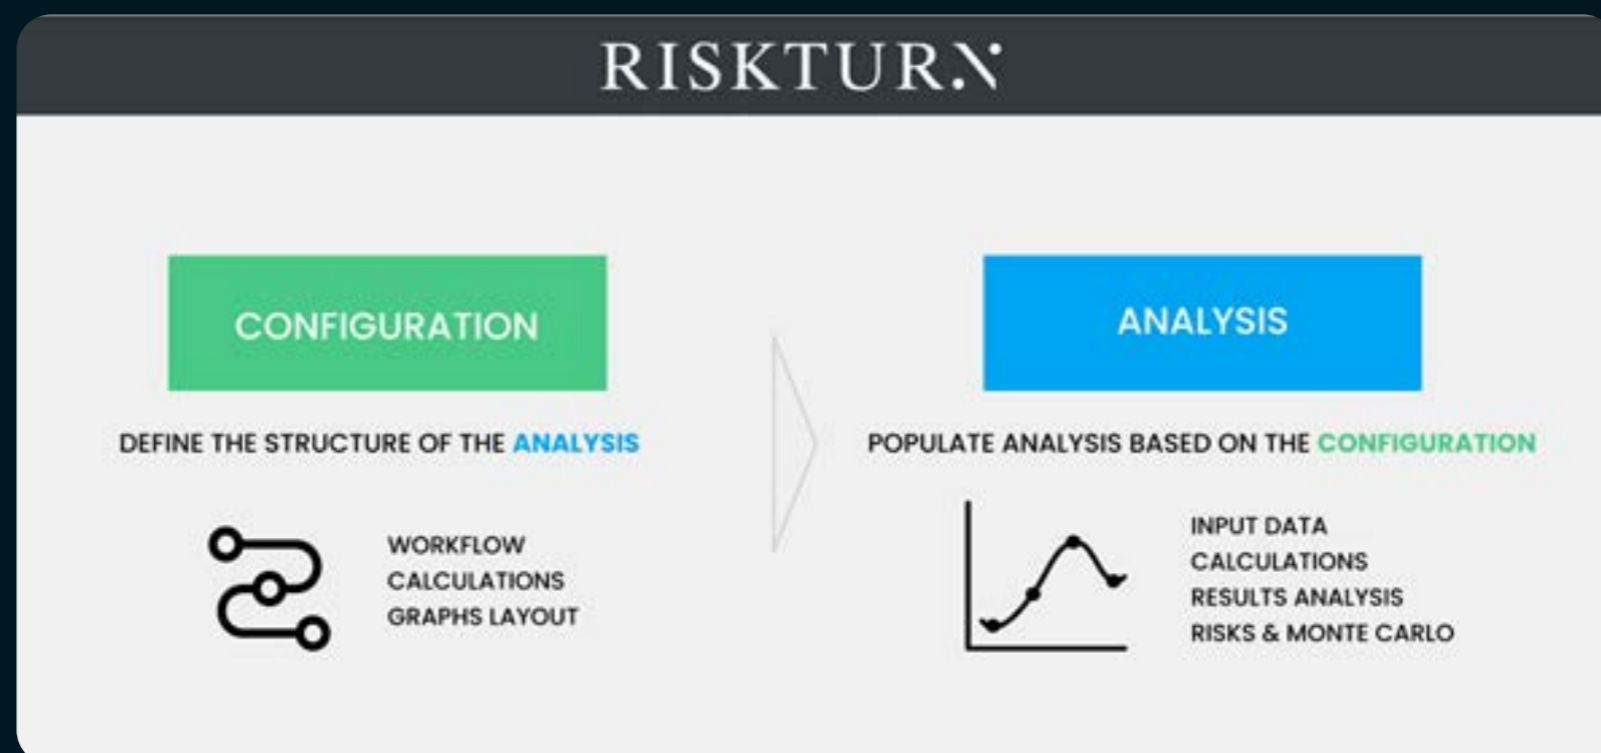 RISKTURN
CONFIGURATION
DEFINE THE STRUCTURE OF THE ANALYSIS
WORKFLOW
CALCULATIONS
GRAPHS LAYOUT
ANALYSIS
POPULATE ANALYSIS BASED ON THE CONFIGURATION
INPUT DATA
CALCULATIONS
RESULTS ANALYSIS
RISKS & MONTE CARLO